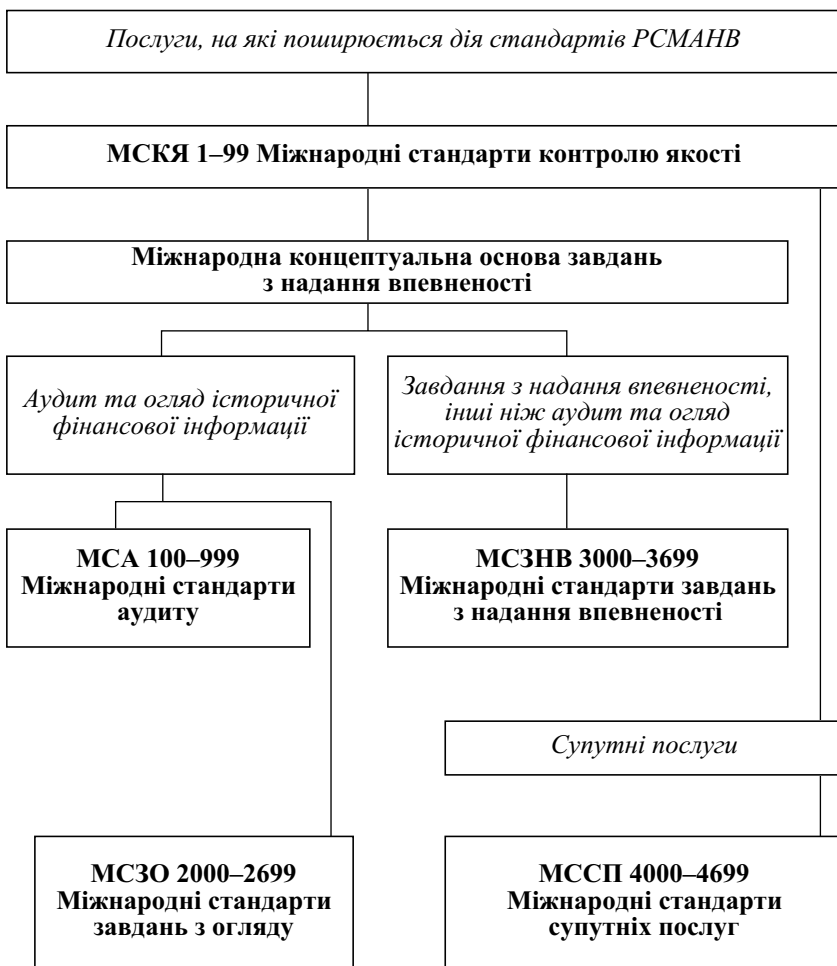 Послуги, на які поширюється дія стандартів РСМАНВ
МСКЯ 1–99 Міжнародні стандарти контролю якості
Міжнародна концептуальна основа завдань
з надання впевненості
Аудит та огляд історичної
фінансової інформації
Завдання з надання впевненості,
інші ніж аудит та огляд
історичної фінансової інформації
МСА 100–999
Міжнародні стандарти
аудиту
МСЗНВ 3000–3699
Міжнародні стандарти завдань
з надання впевненості
Супутні послуги
МСЗО 2000–2699
Міжнародні стандарти
завдань з огляду
МССП 4000–4699
Міжнародні стандарти
супутніх послуг